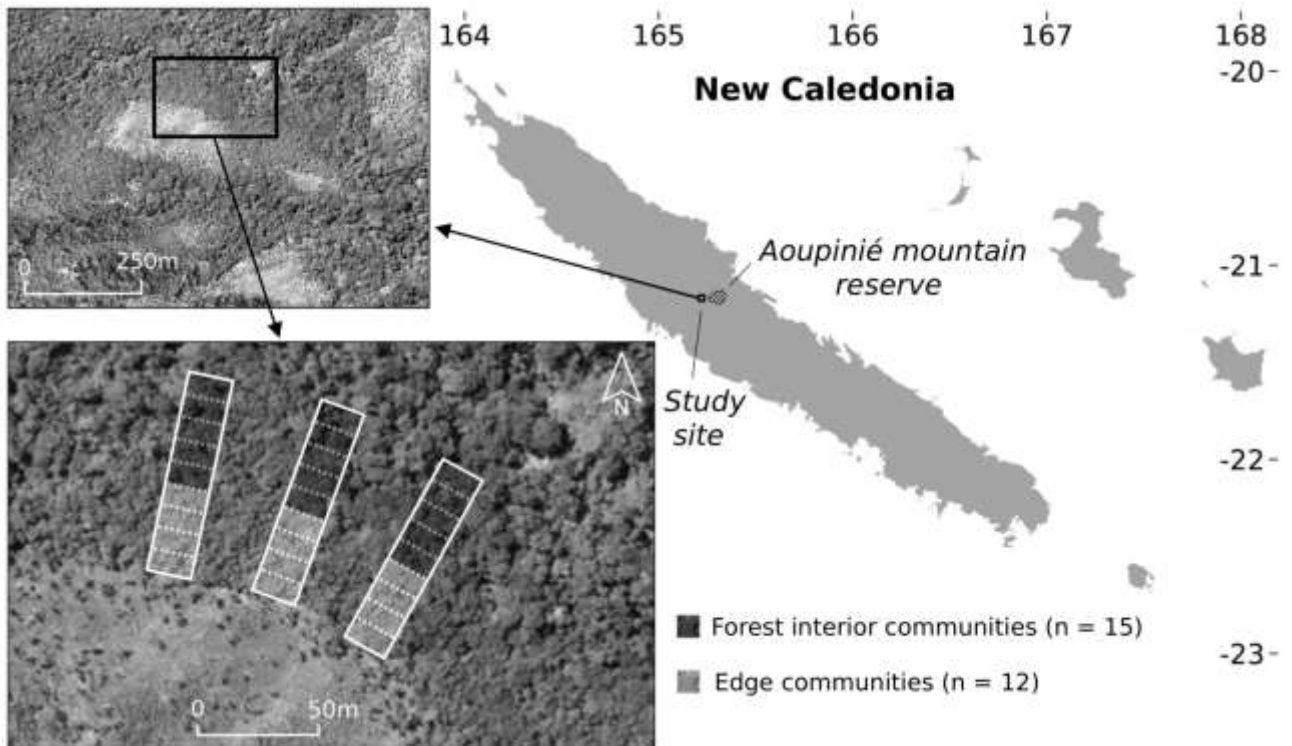 164 165 166 167 168
-20
New Caledonia
250m
0
Aoupinié mountain
reserve
-21
Study
site
N
-22
0 50m
Forest interior communities (n = 15)
Edge communities (n = 12)
-23